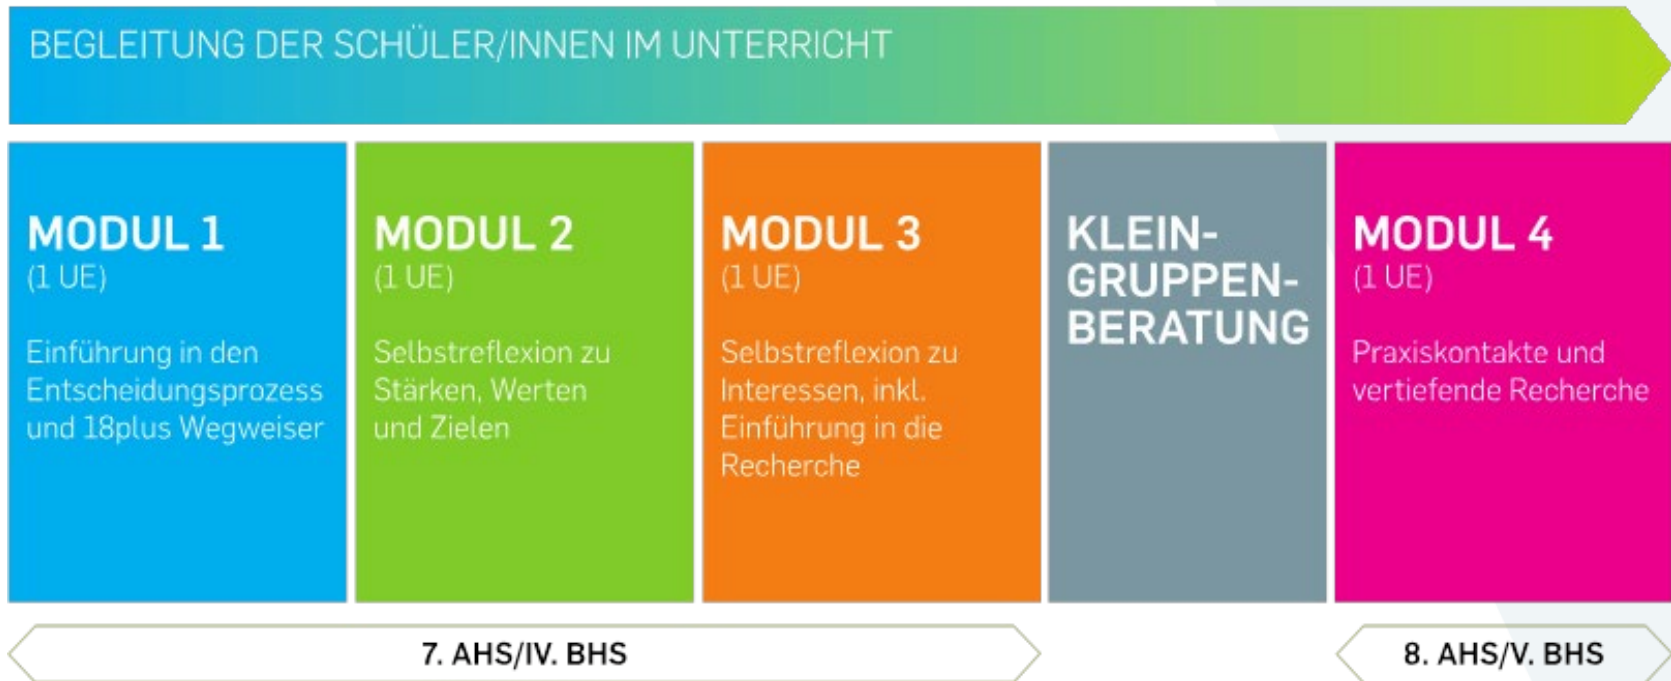 BEGLEITUNG DER SCHÜLER/INNEN IM UNTERRICHT
MODUL 1
(1 UE)
Einführung in den
Entscheidungsprozess
und 18plus Wegweiser
MODUL 2
(1 UE)
Selbstreflexion zu
Stärken, Werten
und Zielen
MODUL 3
(1 UE)
Selbstreflexion zu
Interessen, inkl.
Einführung in die
Recherche
KLEIN-
GRUPPEN-
BERATUNG
MODUL 4
(1 UE)
Praxiskontakte und
vertiefende Recherche
7. AHS/IV. BHS
8. AHS/V. BHS